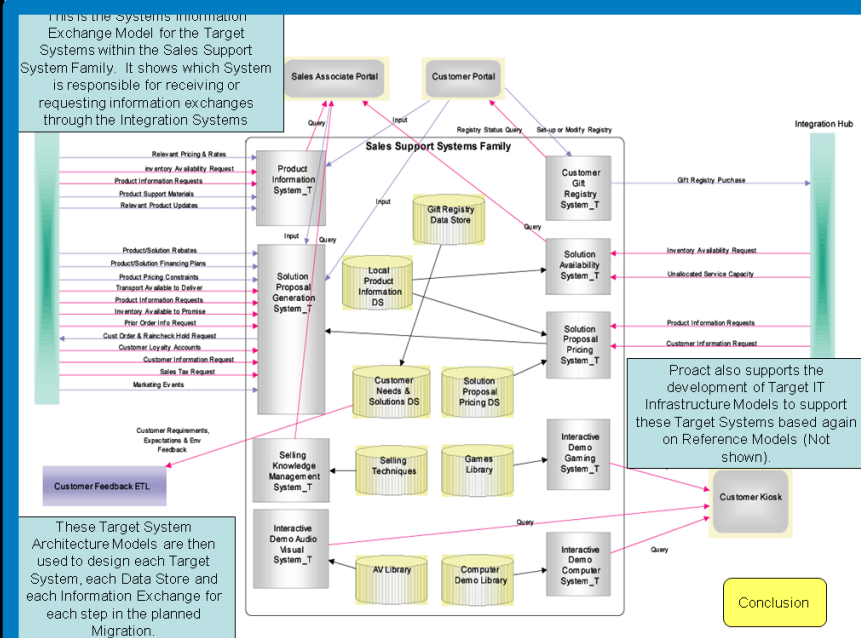 This is the Systems Information
Exchange Model for the Target
Systems within the Sales Support
System Family. It shows which System
is responsible for receiving or
requesting information exchanges
through the Integration Systems
Sales Associate Portal
Customer Portal
Integration Hub
Query
Input
Registry Status Query
Set-up or Modify Registry
Sales Support Systems Family
Relevant Pricing & Rates
inventory Availability Request
Product Information Requests
Product Support Materials
Relevant Product Updates
Product
Information
System_T
Customer
Gift
Registry
System_T
Gift Registry Purchase
Gift Registry
Data Store
Input
Input
Query
Query
Product/Solution Rebates
Product/Solution Financing Plans
Product Pricing Constraints
Transport Available to Deliver
Product Information Requests
Inventory Available to Promise
Prior Order Info Request
Cust Order & Raincheck Hold Request
Customer Loyalty Accounts
Customer Information Request
Sales Tax Request
Marketing Events
Solution
Proposal
Generation
System_T
Local
Product
Information
DS
Solution
Availability
System_T
Inventory Availability Request
Unallocated Service Capacity
Solution
Proposal
Pricing
System_T
Product Information Requests
Customer Information Request
Customer
Needs &
Solutions DS
Solution
Proposal
Pricing DS
Proact also supports the
development of Target IT
Infrastructure Models to support
these Target Systems based again
on Reference Models (Not
shown).
Customer Requirements,
Expectations & Env
Feedback
Customer Feedback ETL
Selling
Knowledge
Management
System_T
Selling
Techniques
Games
Library
Interactive
Demo
Gaming
System_T
Customer Kiosk
Query
Query
Interactive
Demo Audio
Visual
System_T
AV Library
Computer
Demo Library
Interactive
Demo
Computer
System_T
These Target System
Architecture Models are then
used to design each Target
System, each Data Store and
each Information Exchange for
each step in the planned
Migration.
Conclusion